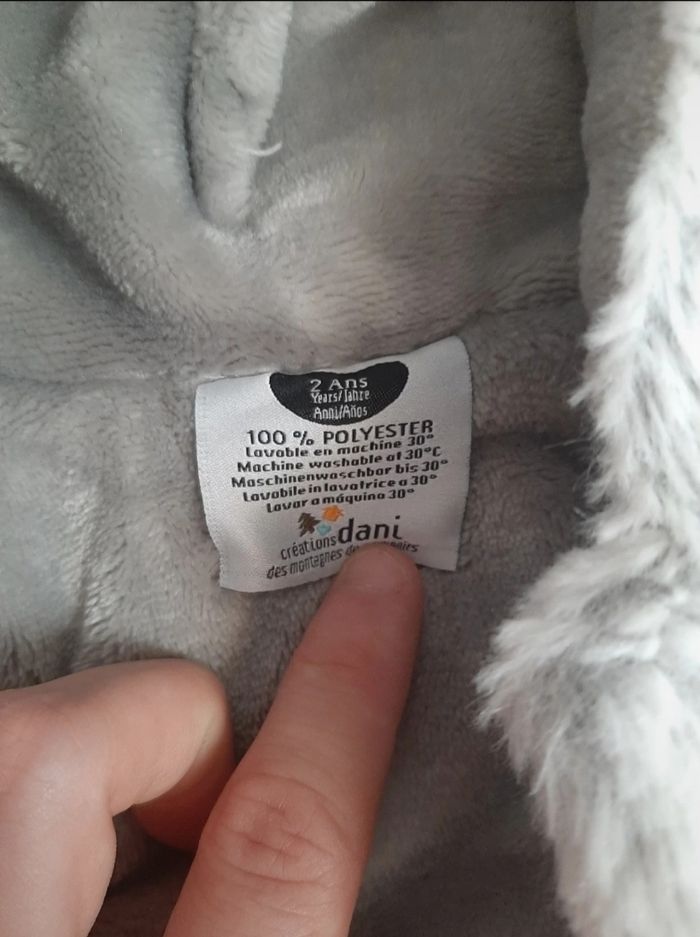 2 Ans
Years/Jahre
Anni/Años
100 % POLYESTER
Lavable en machine 30°
Machine washable at 30°C
Maschinenwaschbar bis 30°
Lavabile in lavatrice a 30°
Lavar a máquina 30°
créations dani
des montagnes de